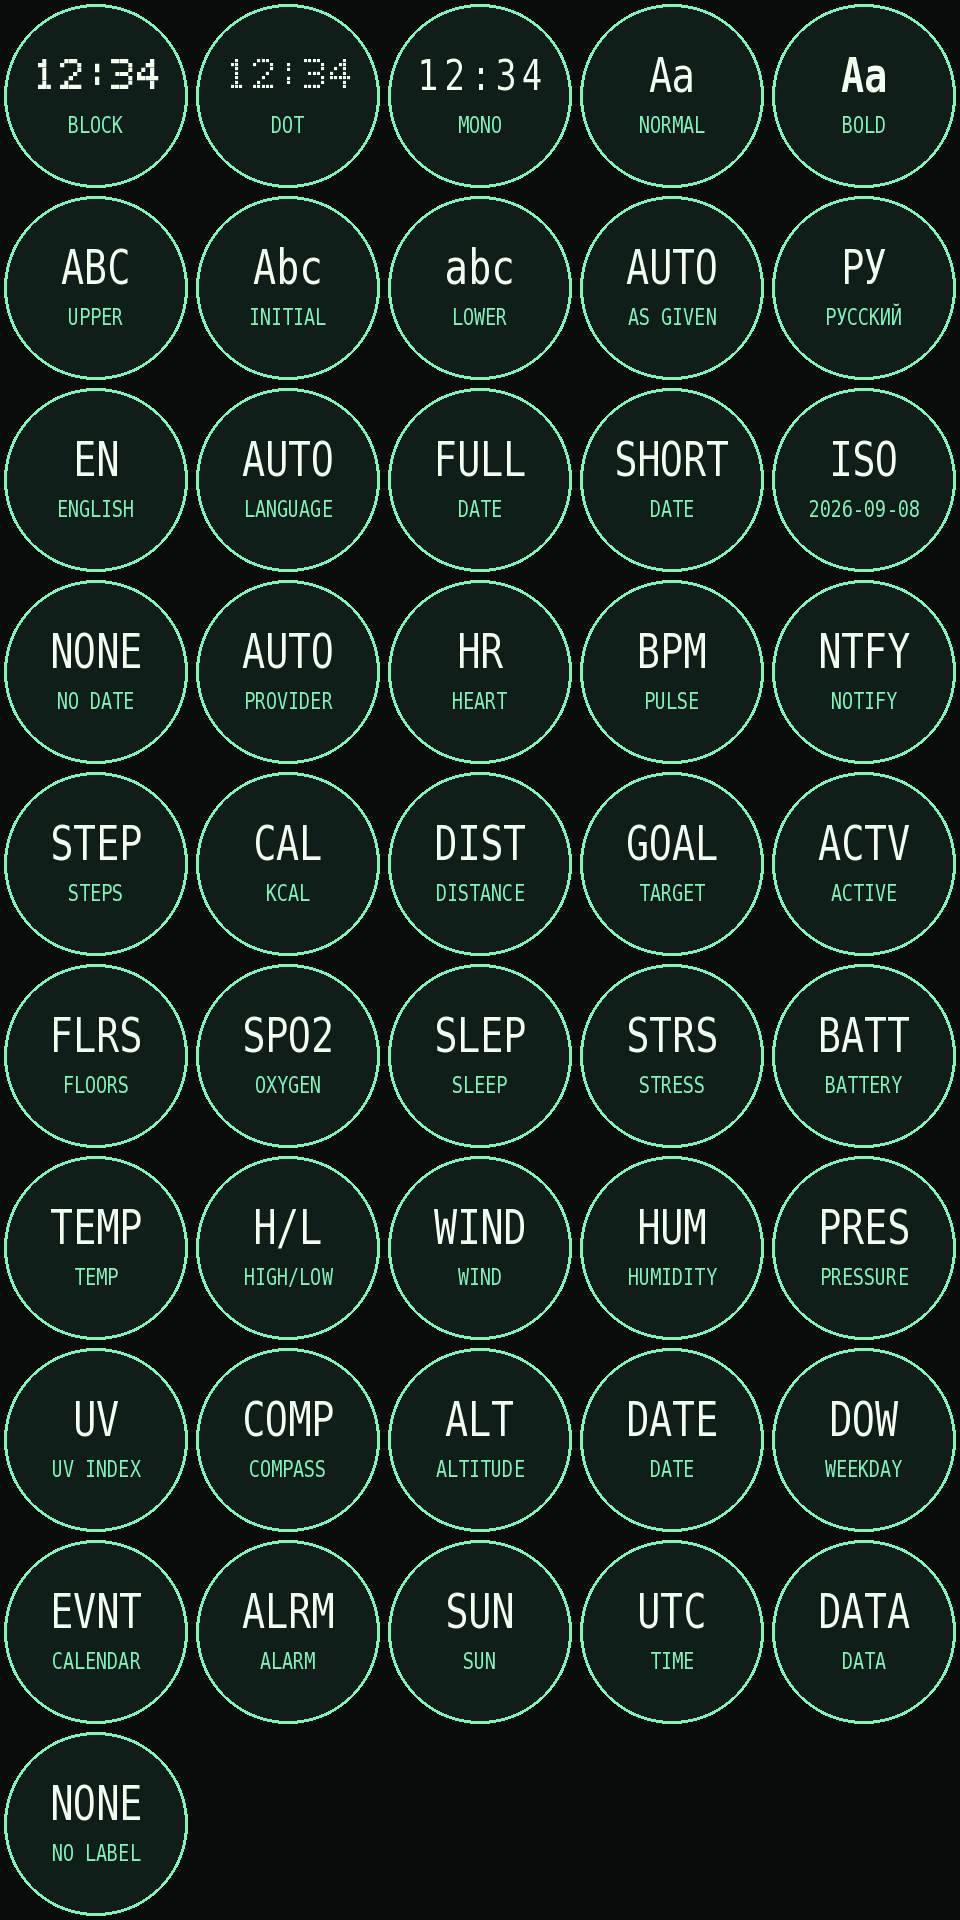 12:34 12:34 12:34 Aa Aa
BLOCK DOT MONO NORMAL BOLD
ABC Abc abc AUTO РУ
UPPER INITIAL LOWER AS GIVEN РУССКИЙ
EN AUTO FULL SHORT ISO
ENGLISH LANGUAGE DATE DATE 2026-09-08
NONE AUTO HR BPM NTFY
NO DATE PROVIDER HEART PULSE NOTIFY
STEP CAL DIST GOAL ACTV
STEPS KCAL DISTANCE TARGET ACTIVE
FLRS SPO2 SLEP STRS BATT
FLOORS OXYGEN SLEEP STRESS BATTERY
TEMP H/L WIND HUM PRES
TEMP HIGH/LOW WIND HUMIDITY PRESSURE
UV COMP ALT DATE DOW
UV INDEX COMPASS ALTITUDE DATE WEEKDAY
EVNT ALRM SUN UTC DATA
CALENDAR ALARM SUN TIME DATA
NONE
NO LABEL